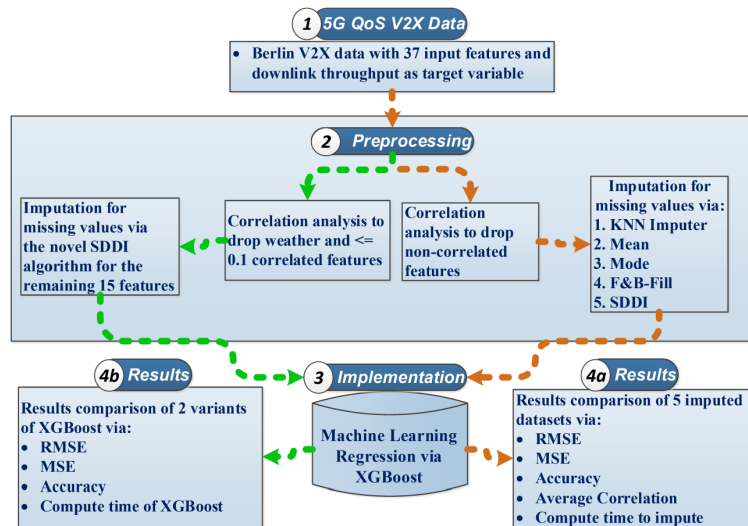 1 5G QoS V2X Data
• Berlin V2X data with 37 input features and
downlink throughput as target variable
2 Preprocessing
Imputation for
missing values via
the novel SDDI
algorithm for the
remaining 15 features
Correlation analysis to
drop weather and <=
0.1 correlated features
Correlation
analysis to drop
non-correlated
features
Imputation for
missing values via:
1. KNN Imputer
2. Mean
3. Mode
4. F&B-Fill
5. SDDI
4b Results
3 Implementation
4a Results
Results comparison of 2 variants
of XGBoost via:
• RMSE
• MSE
• Accuracy
• Compute time of XGBoost
Machine Learning
Regression via
XGBoost
Results comparison of 5 imputed
datasets via:
• RMSE
• MSE
• Accuracy
• Average Correlation
• Compute time to impute